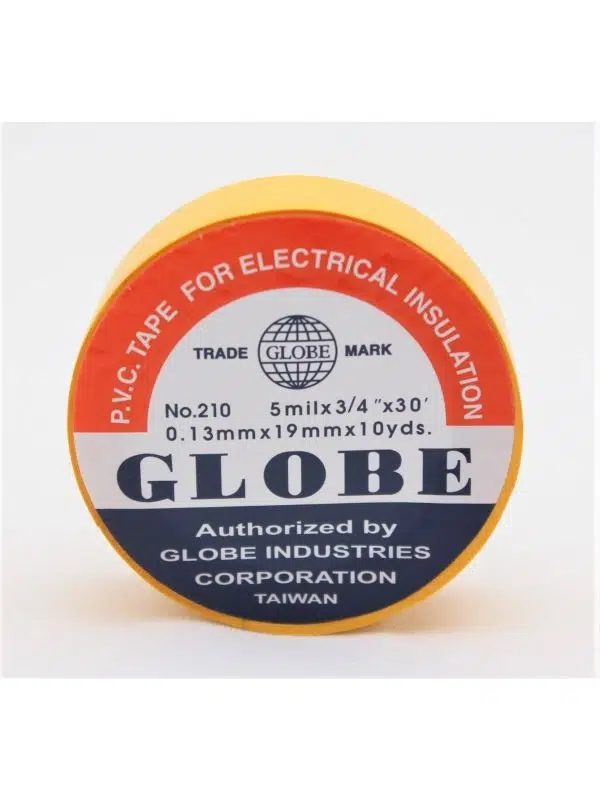 P.V.C. TAPE FOR ELECTRICAL INSULATION
TRADE GLOBE MARK
No.210 5milx3/4"x30'
0.13mmx19mmx10yds.
GLOBE
Authorized by
GLOBE INDUSTRIES
CORPORATION
TAIWAN